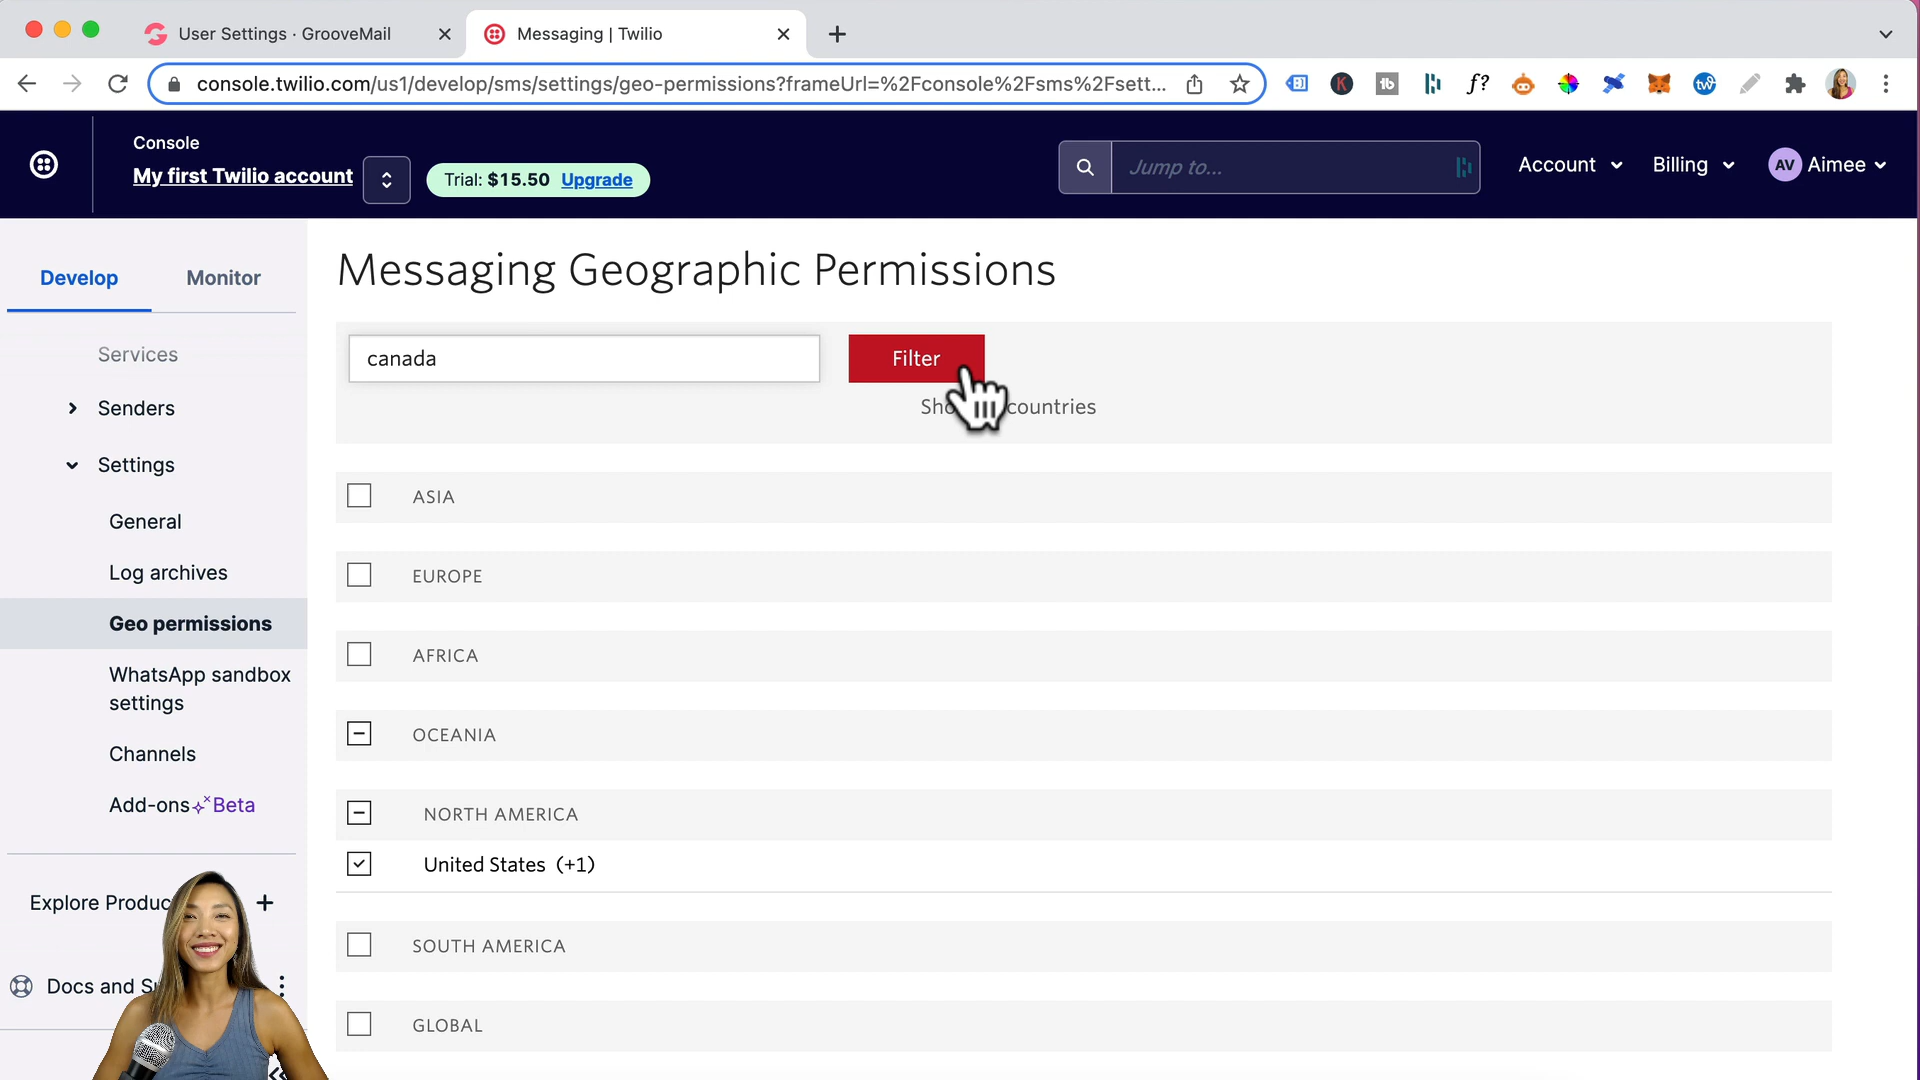 User Settings · GrooveMail
Messaging | Twilio
console.twilio.com/us1/develop/sms/settings/geo-permissions?frameUrl=%2Fconsole%2Fsms%2Fsett...
Console
My first Twilio account
Trial: $15.50 Upgrade
Jump to...
Account
Billing
AV Aimee
Develop
Monitor
Services
Senders
Settings
General
Log archives
Geo permissions
WhatsApp sandbox
settings
Channels
Add-ons Beta
Explore
Docs and
Messaging Geographic Permissions
canada
Filter
countries
ASIA
EUROPE
AFRICA
OCEANIA
NORTH AMERICA
United States (+1)
SOUTH AMERICA
GLOBAL